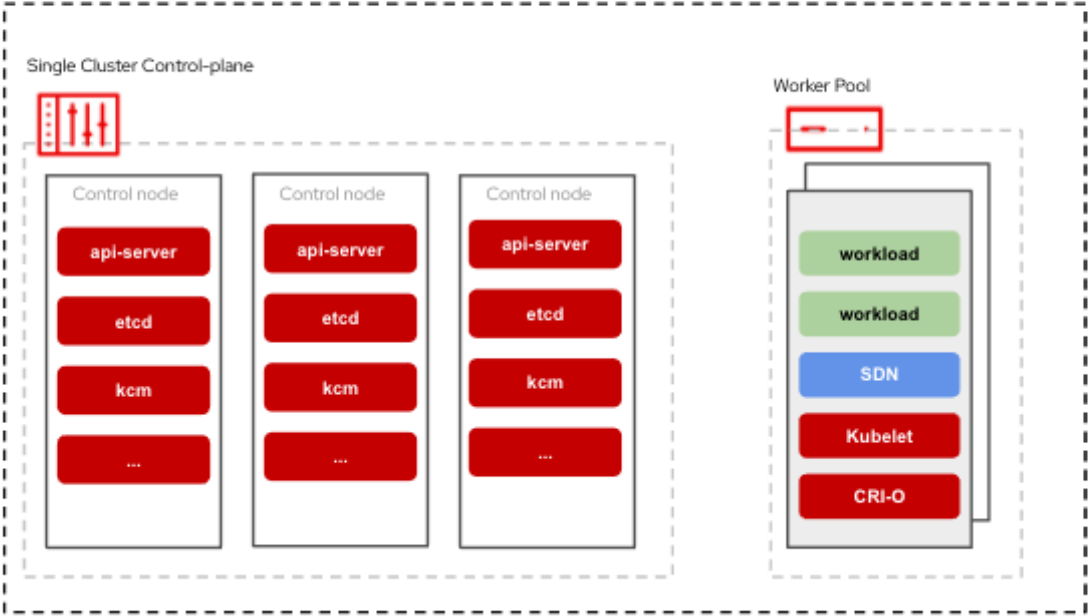 Single Cluster Control-plane
Control node
api-server
etcd
kcm
...
Control node
api-server
etcd
kcm
...
Control node
api-server
etcd
kcm
...
Worker Pool
workload
workload
SDN
Kubelet
CRI-O